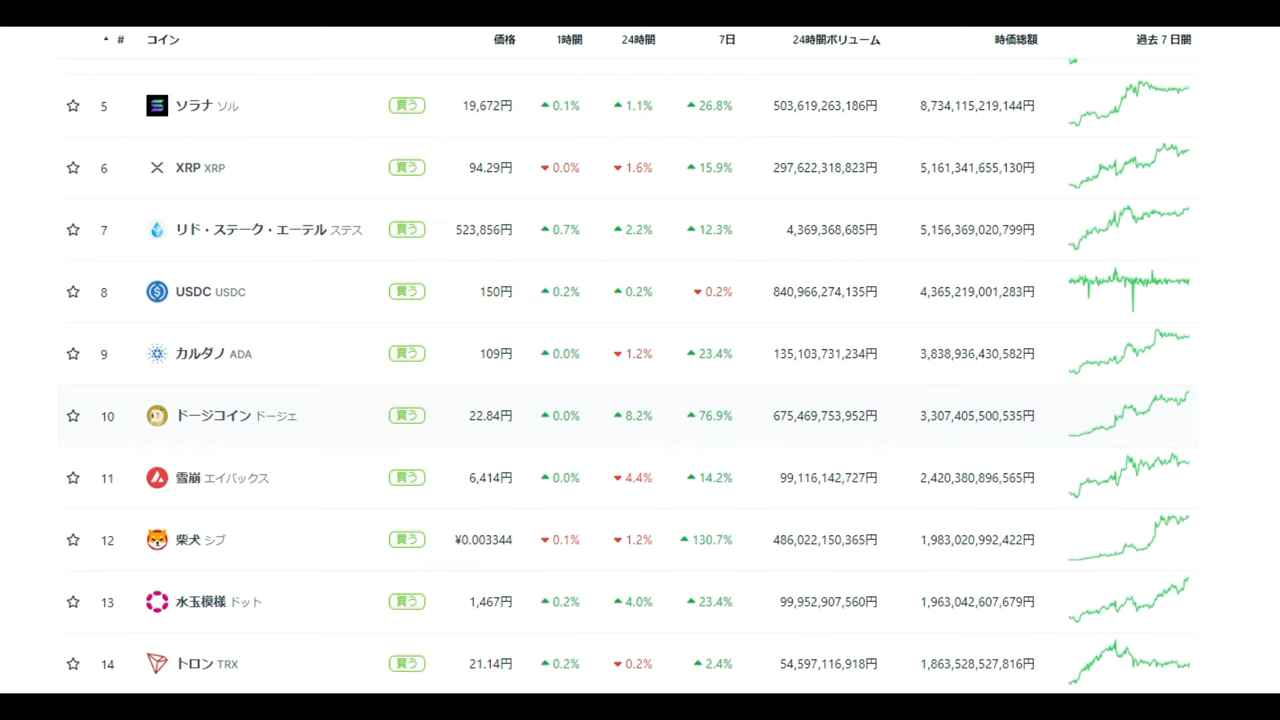 # コイン 価格 1時間 24時間 7日 24時間ボリューム 時価総額 過去 7 日間
5 ソラナ ソル 買う 19,672円 0.1% 1.1% 26.8% 503,619,263,186円 8,734,115,219,144円
6 XRP XRP 買う 94.29円 0.0% 1.6% 15.9% 297,622,318,823円 5,161,341,655,130円
7 リド・ステーク・エーテル ステス 買う 523,856円 0.7% 2.2% 12.3% 4,369,368,685円 5,156,369,020,799円
8 USDC USDC 買う 150円 0.2% 0.2% 0.2% 840,966,274,135円 4,365,219,001,283円
9 カルダノ ADA 買う 109円 0.0% 1.2% 23.4% 135,103,731,234円 3,838,936,430,582円
10 ドージコイン ドージェ 買う 22.84円 0.0% 8.2% 76.9% 675,469,753,952円 3,307,405,500,535円
11 雪崩 エイバックス 買う 6,414円 0.0% 4.4% 14.2% 99,116,142,727円 2,420,380,896,565円
12 柴犬 シブ 買う ¥0.003344 0.1% 1.2% 130.7% 486,022,150,365円 1,983,020,992,422円
13 水玉模様 ドット 買う 1,467円 0.2% 4.0% 23.4% 99,952,907,560円 1,963,042,607,679円
14 トロン TRX 買う 21.14円 0.2% 0.2% 2.4% 54,597,116,918円 1,863,528,527,816円